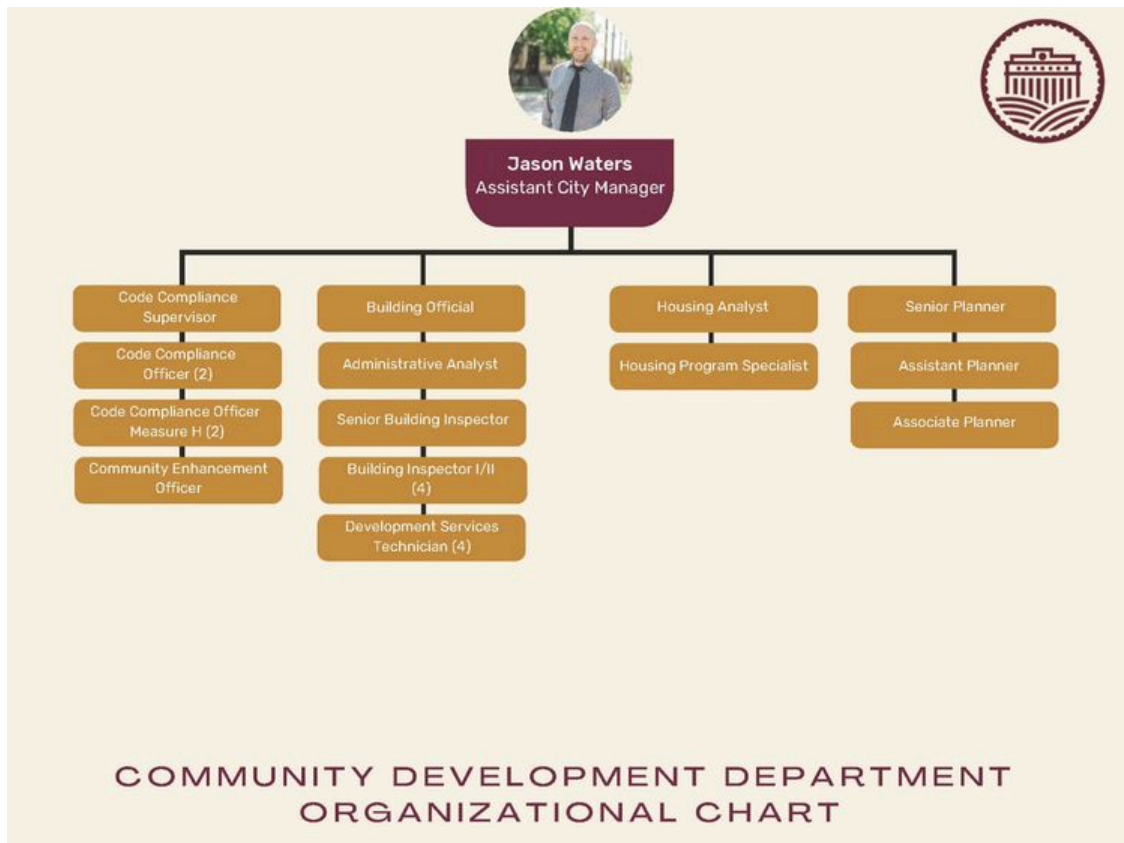 Jason Waters
Assistant City Manager
Code Compliance
Supervisor
Code Compliance
Officer (2)
Code Compliance Officer
Measure H (2)
Community Enhancement
Officer
Building Official
Administrative Analyst
Senior Building Inspector
Building Inspector I/II
(4)
Development Services
Technician (4)
Housing Analyst
Housing Program Specialist
Senior Planner
Assistant Planner
Associate Planner
COMMUNITY DEVELOPMENT DEPARTMENT
ORGANIZATIONAL CHART